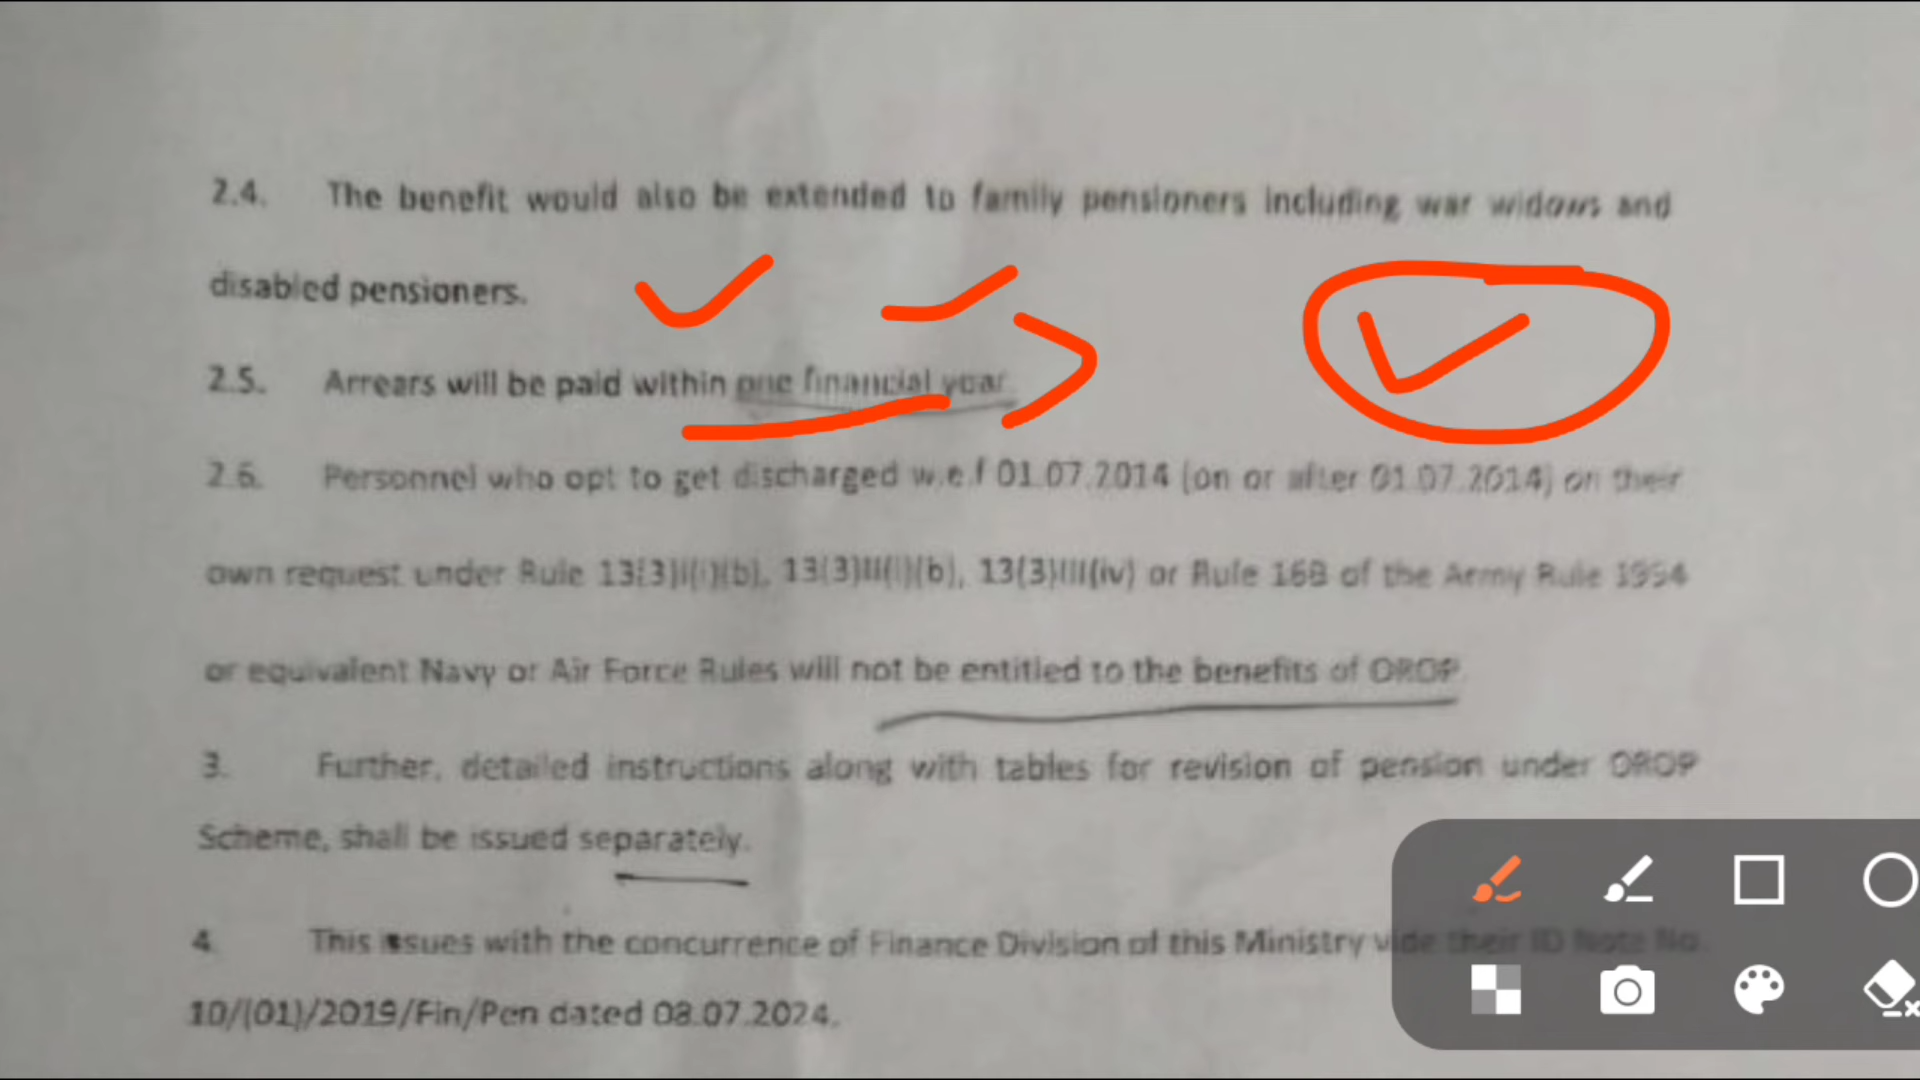 2.4. The benefit would also be extended to family pensioners including war widows and
disabled pensioners.
2.5. Arrears will be paid within one financial year.
2.6. Personnel who opt to get discharged w.e.f 01.07.2014 (on or after 01.07.2014) on their
own request under Rule 13(3)I(i)(b), 13(3)III(i)(b), 13(3)III(iv) or Rule 16B of the Army Rule 1954
or equivalent Navy or Air Force Rules will not be entitled to the benefits of OROP.
3. Further, detailed instructions along with tables for revision of pension under OROP
Scheme, shall be issued separately.
4. This issues with the concurrence of Finance Division of this Ministry vide their ID Note No.
10/(01)/2019/Fin/Pen dated 08.07.2024.